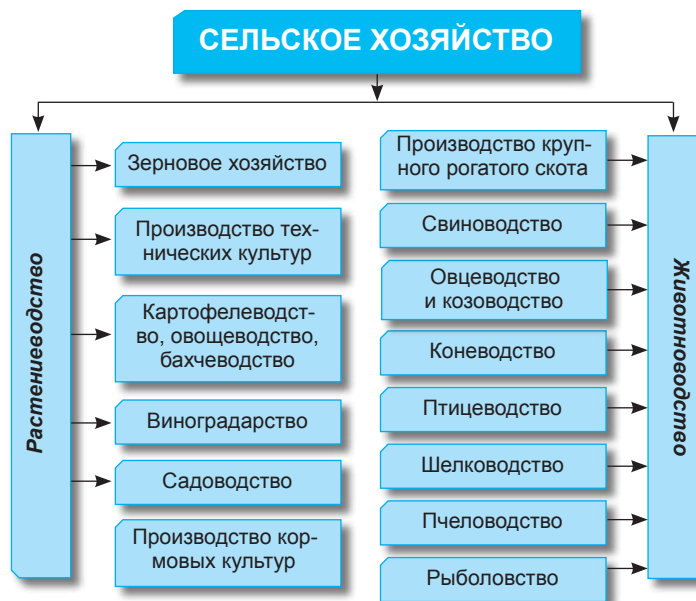 СЕЛЬСКОЕ ХОЗЯЙСТВО
Растениеводство
Зерновое хозяйство
Производство тех-
нических культур
Картофелеводст-
во, овощеводство,
бахчеводство
Виноградарство
Садоводство
Производство кор-
мовых культур
Производство круп-
ного рогатого скота
Свиноводство
Овцеводство
и козоводство
Коневодство
Птицеводство
Шелководство
Пчеловодство
Рыболовство
Животноводство